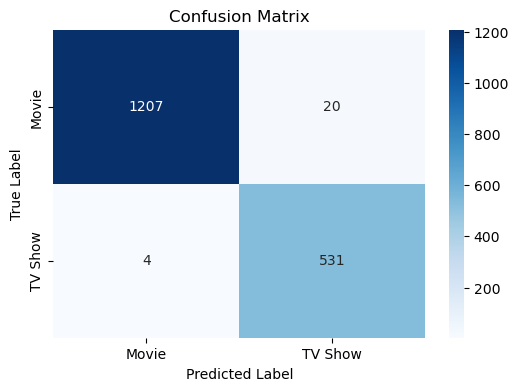 Confusion Matrix
1200
1000
800
600
400
200
True Label
Movie
1207
20
TV Show
4
531
Movie
TV Show
Predicted Label